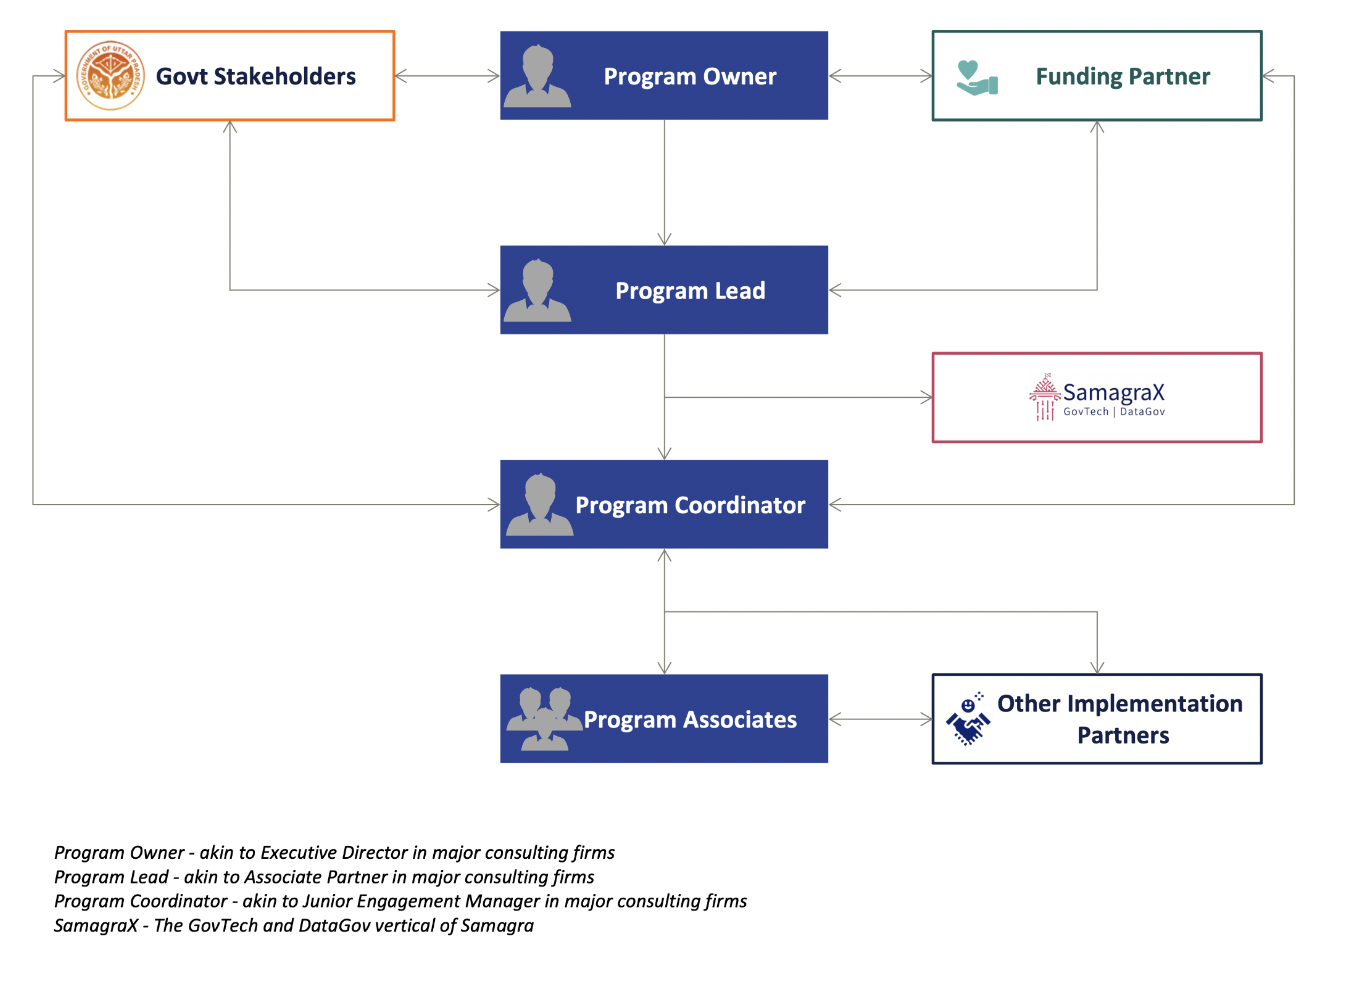 GOVERNMENT OF UTTAR PRADESH
Govt Stakeholders
Program Owner
Funding Partner
Program Lead
SamagraX
GovTech | DataGov
Program Coordinator
Program Associates
Other Implementation
Partners
Program Owner - akin to Executive Director in major consulting firms
Program Lead - akin to Associate Partner in major consulting firms
Program Coordinator - akin to Junior Engagement Manager in major consulting firms
SamagraX - The GovTech and DataGov vertical of Samagra